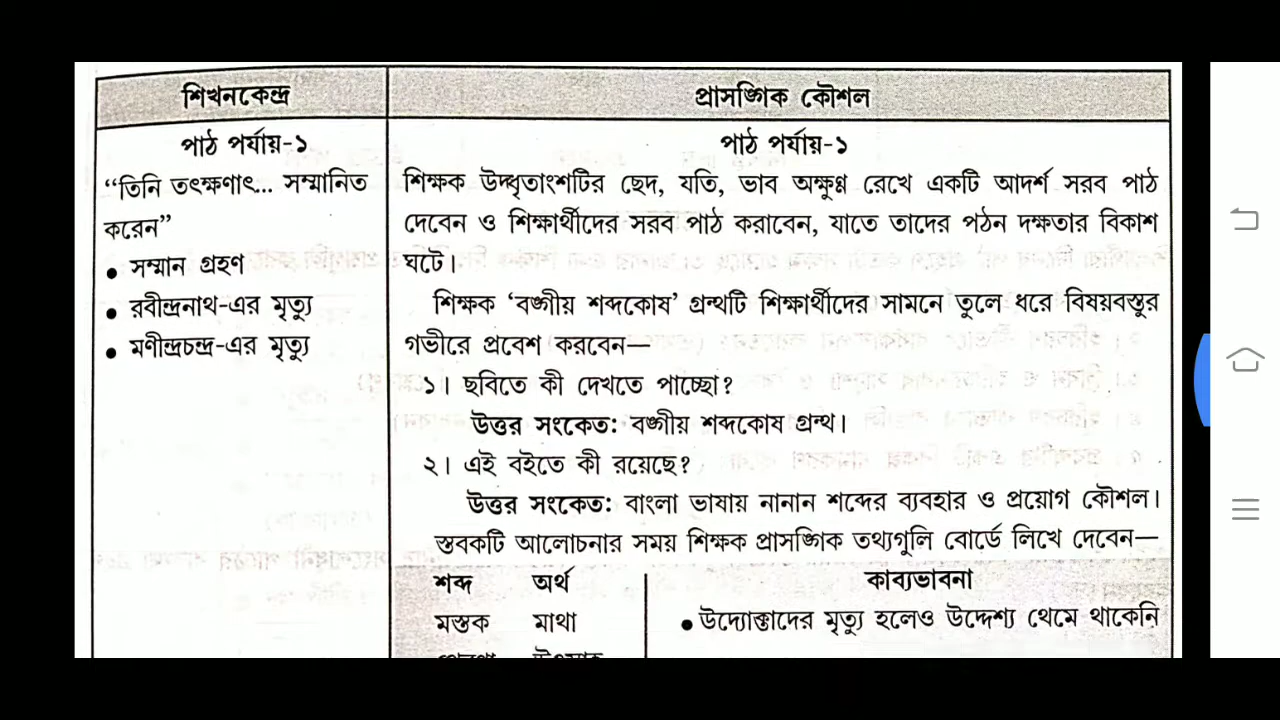 শিখনকেন্দ্র
প্রাসঙ্গিক কৌশল
পাঠ পর্যায়-১
“তিনি তৎক্ষণাৎ... সম্মানিত
করেন”
• সম্মান গ্রহণ
• রবীন্দ্রনাথ-এর মৃত্যু
• মণীন্দ্রচন্দ্র-এর মৃত্যু
পাঠ পর্যায়-১
শিক্ষক উদ্ধৃতাংশটির ছেদ, যতি, ভাব অক্ষুণ্ণ রেখে একটি আদর্শ সরব পাঠ
দেবেন ও শিক্ষার্থীদের সরব পাঠ করাবেন, যাতে তাদের পঠন দক্ষতার বিকাশ
ঘটে।
শিক্ষক ‘বঙ্গীয় শব্দকোষ’ গ্রন্থটি শিক্ষার্থীদের সামনে তুলে ধরে বিষয়বস্তুর
গভীরে প্রবেশ করবেন—
১। ছবিতে কী দেখতে পাচ্ছো?
উত্তর সংকেত: বঙ্গীয় শব্দকোষ গ্রন্থ।
২। এই বইতে কী রয়েছে?
উত্তর সংকেত: বাংলা ভাষায় নানান শব্দের ব্যবহার ও প্রয়োগ কৌশল।
স্তবকটি আলোচনার সময় শিক্ষক প্রাসঙ্গিক তথ্যগুলি বোর্ডে লিখে দেবেন—
শব্দ অর্থ
মস্তক মাথা
কাব্যভাবনা
• উদ্যোক্তাদের মৃত্যু হলেও উদ্দেশ্য থেমে থাকেনি